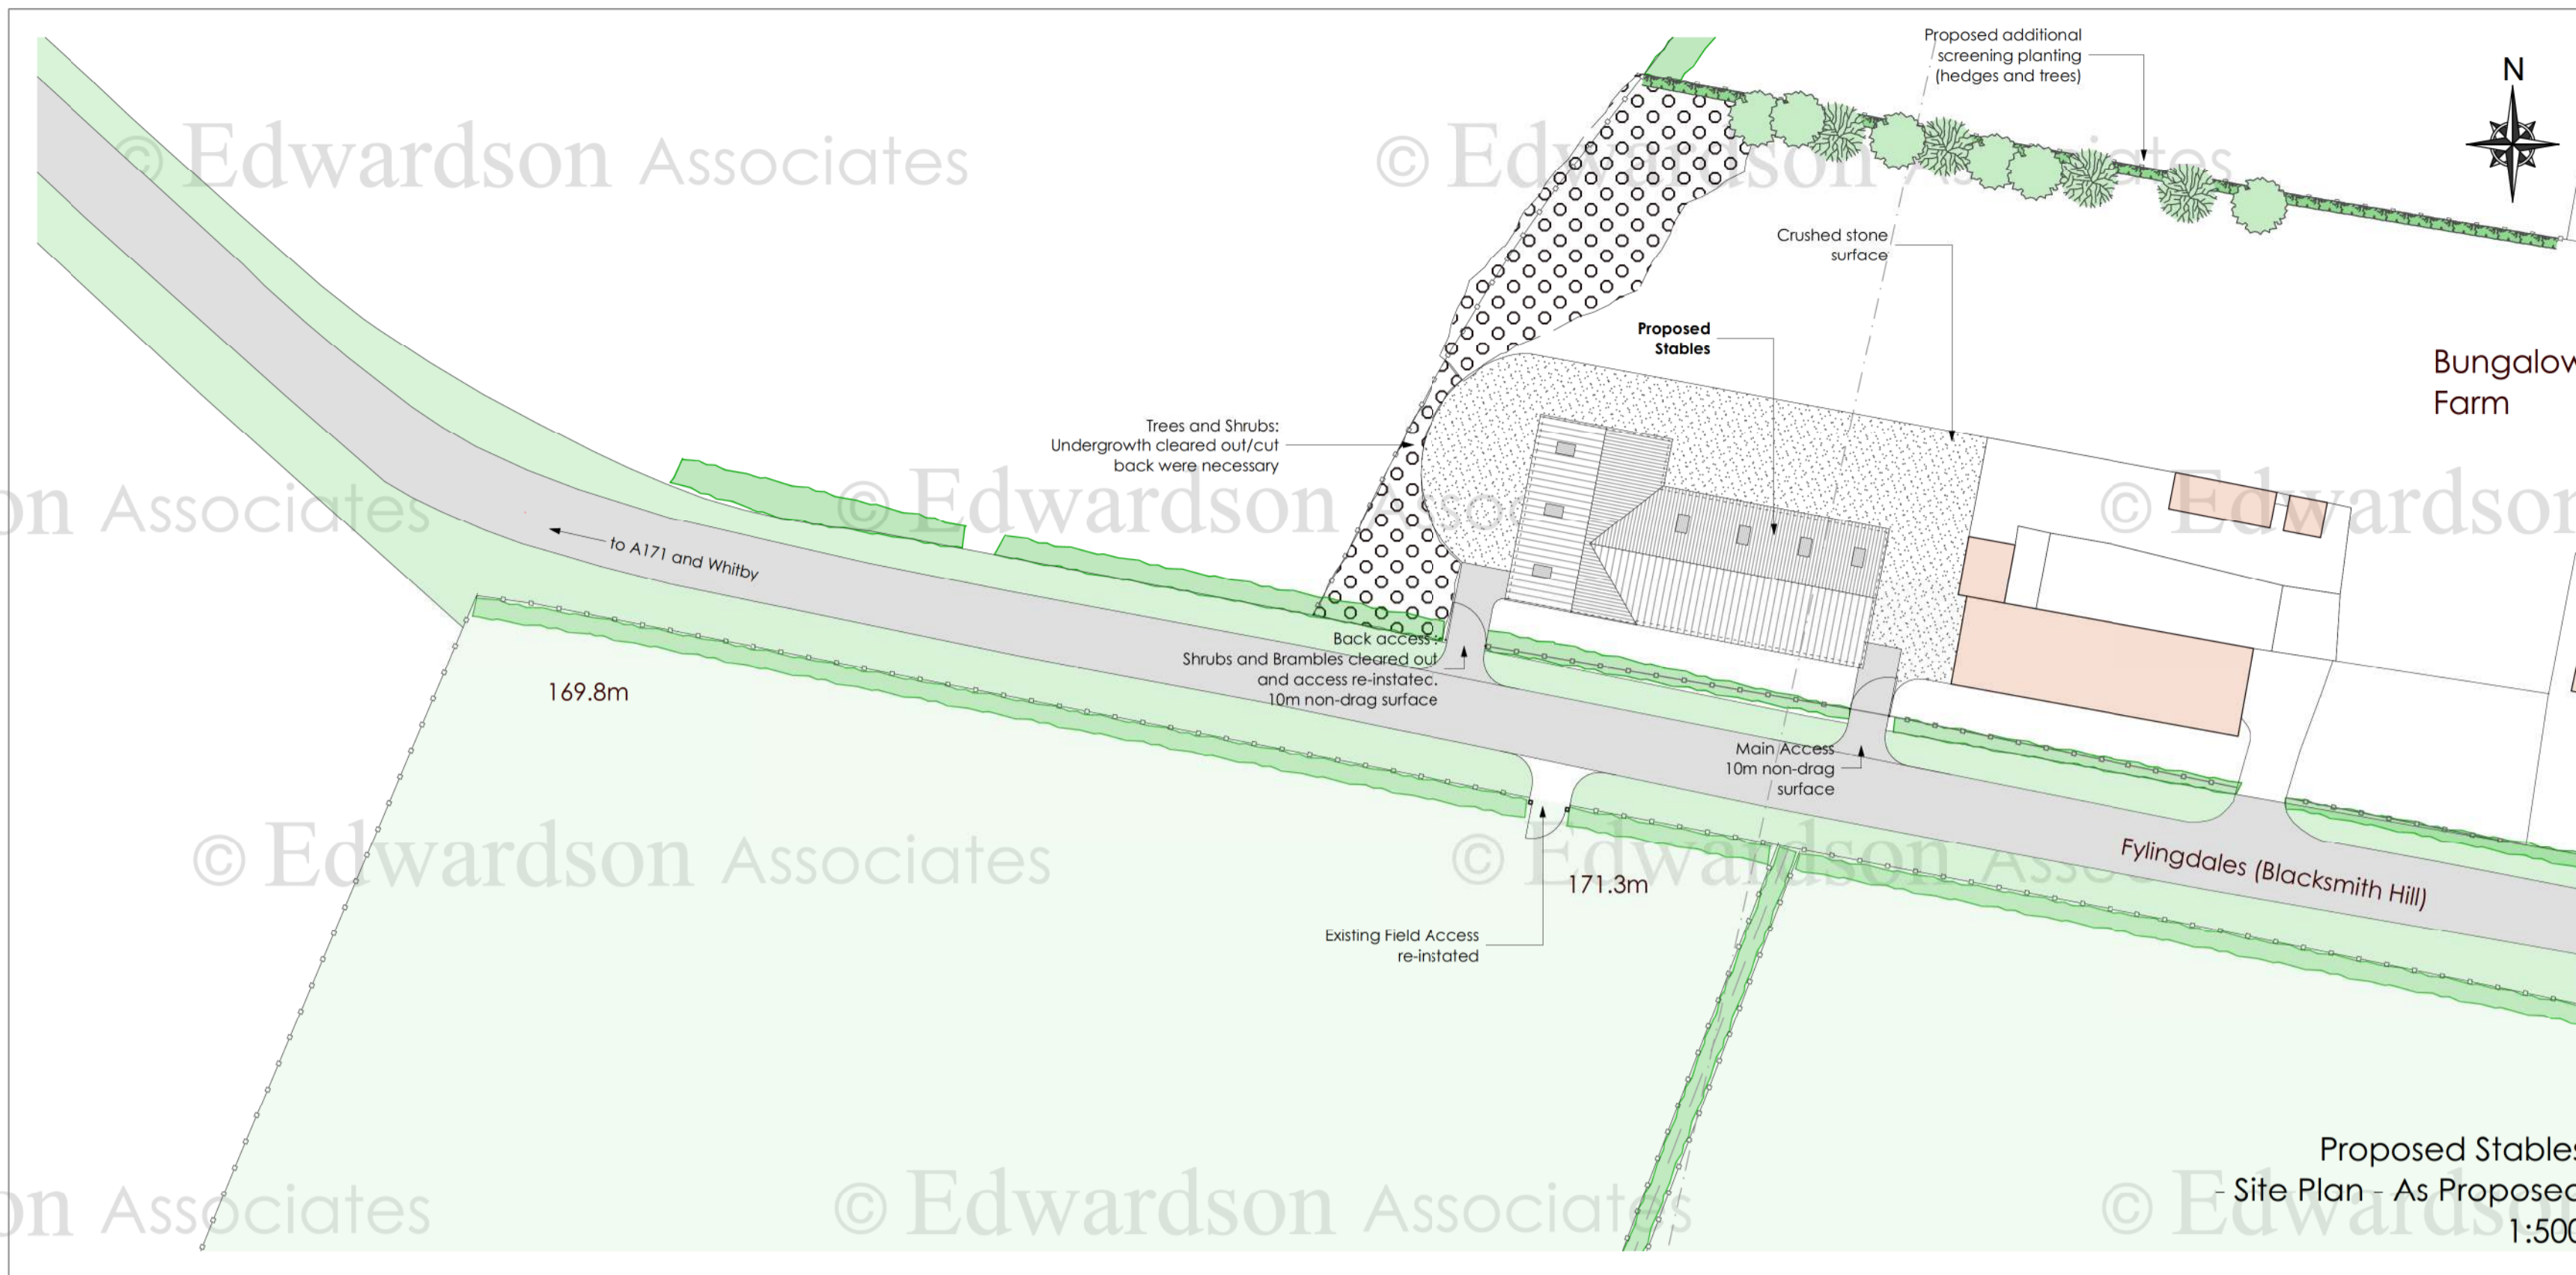 Proposed additional
screening planting
(hedges and trees)
N
© Edwardson Associates
© Edwardson Associates
Crushed stone
surface
Proposed
Stables
Bungalow
Farm
Trees and Shrubs:
Undergrowth cleared out/cut
back were necessary
on Associates
© Edwardson Assoc
© Edwardson
to A171 and Whitby
Back access:
Shrubs and Brambles cleared out
and access re-instated.
10m non-drag surface
169.8m
Main Access
10m non-drag
surface
© Edwardson Associates
© Edwardson Assoc
Fylingdales (Blacksmith Hill)
171.3m
Existing Field Access
re-instated
Proposed Stables
- Site Plan - As Proposed
1:500
on Associates
© Edwardson Associates
© Edwardson